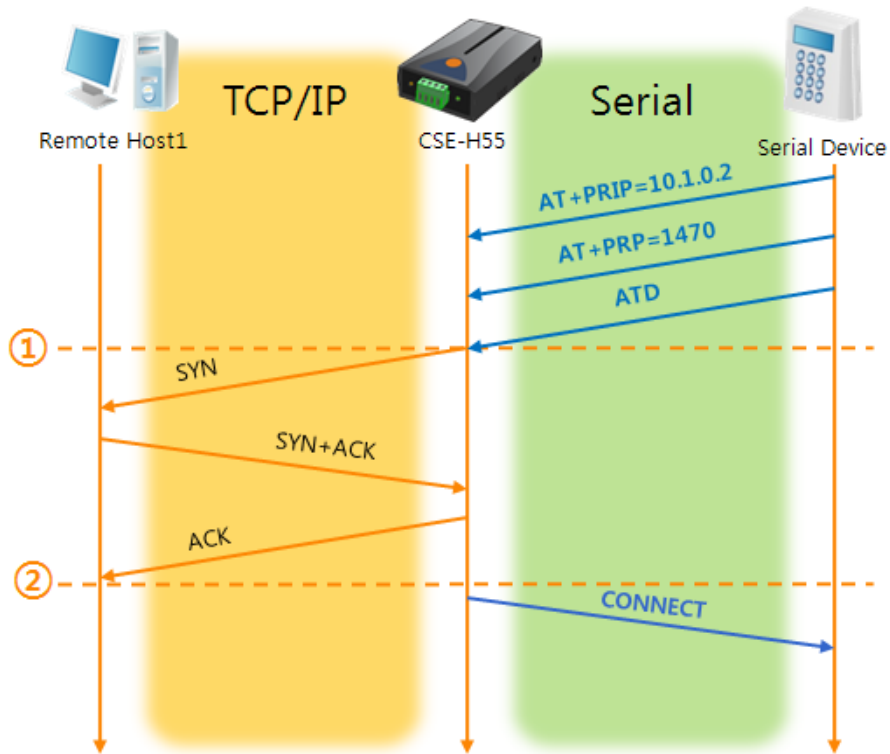 TCP/IP
Serial
Remote Host1
CSE-H55
Serial Device
AT+PRIP=10.1.0.2
AT+PRP=1470
ATD
①
SYN
SYN+ACK
ACK
②
CONNECT